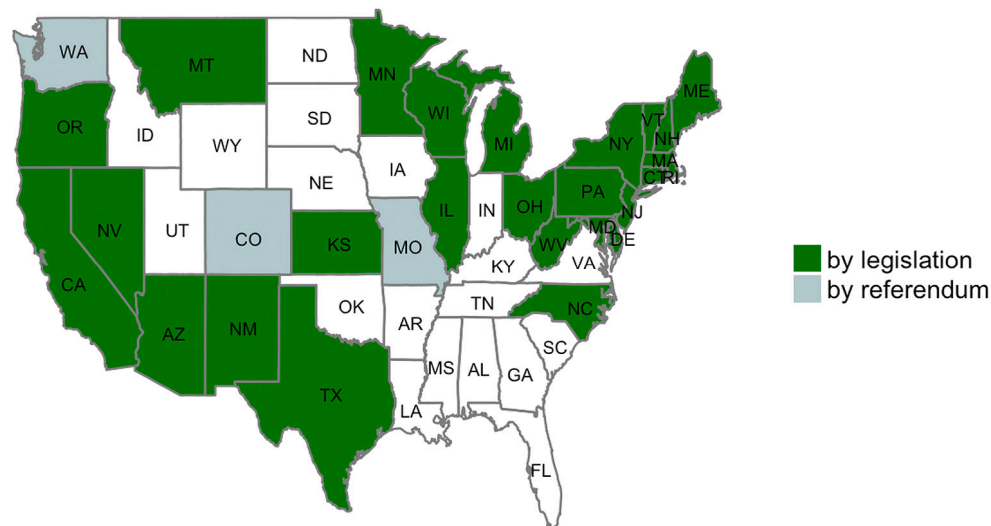 WA
MT
ND
MN
ME
OR
ID
WY
SD
WI
MI
VT
NH
NY
MA
CT
RI
NV
UT
CO
NE
IA
IL
IN
OH
PA
NJ
MD
DE
WV
VA
CA
KS
MO
KY
AZ
NM
OK
AR
TN
NC
SC
TX
LA
MS
AL
GA
FL
by legislation
by referendum